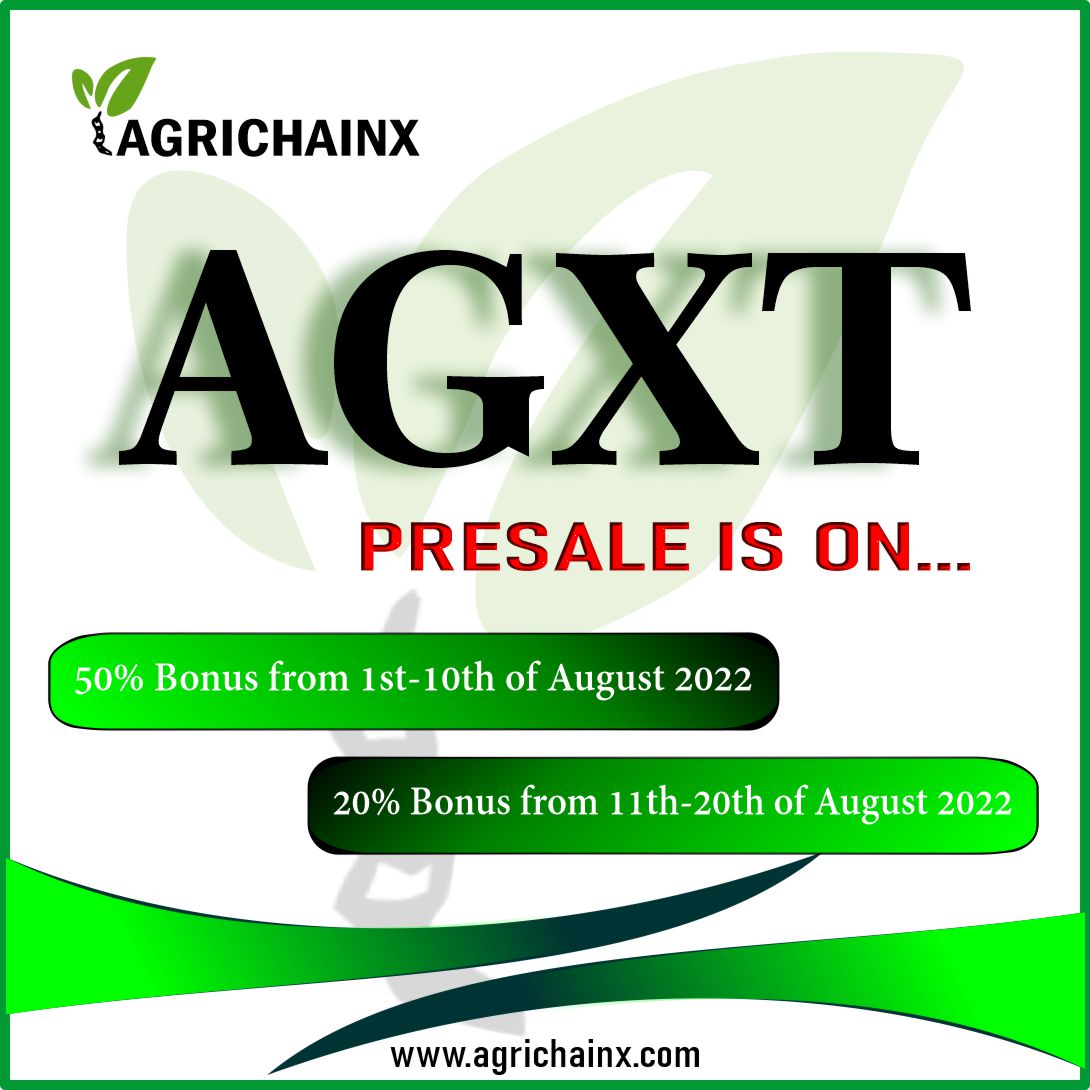 AGRICHAINX
AGXT
PRESALE IS ON...
50% Bonus from 1st-10th of August 2022
20% Bonus from 11th-20th of August 2022
www.agrichainx.com